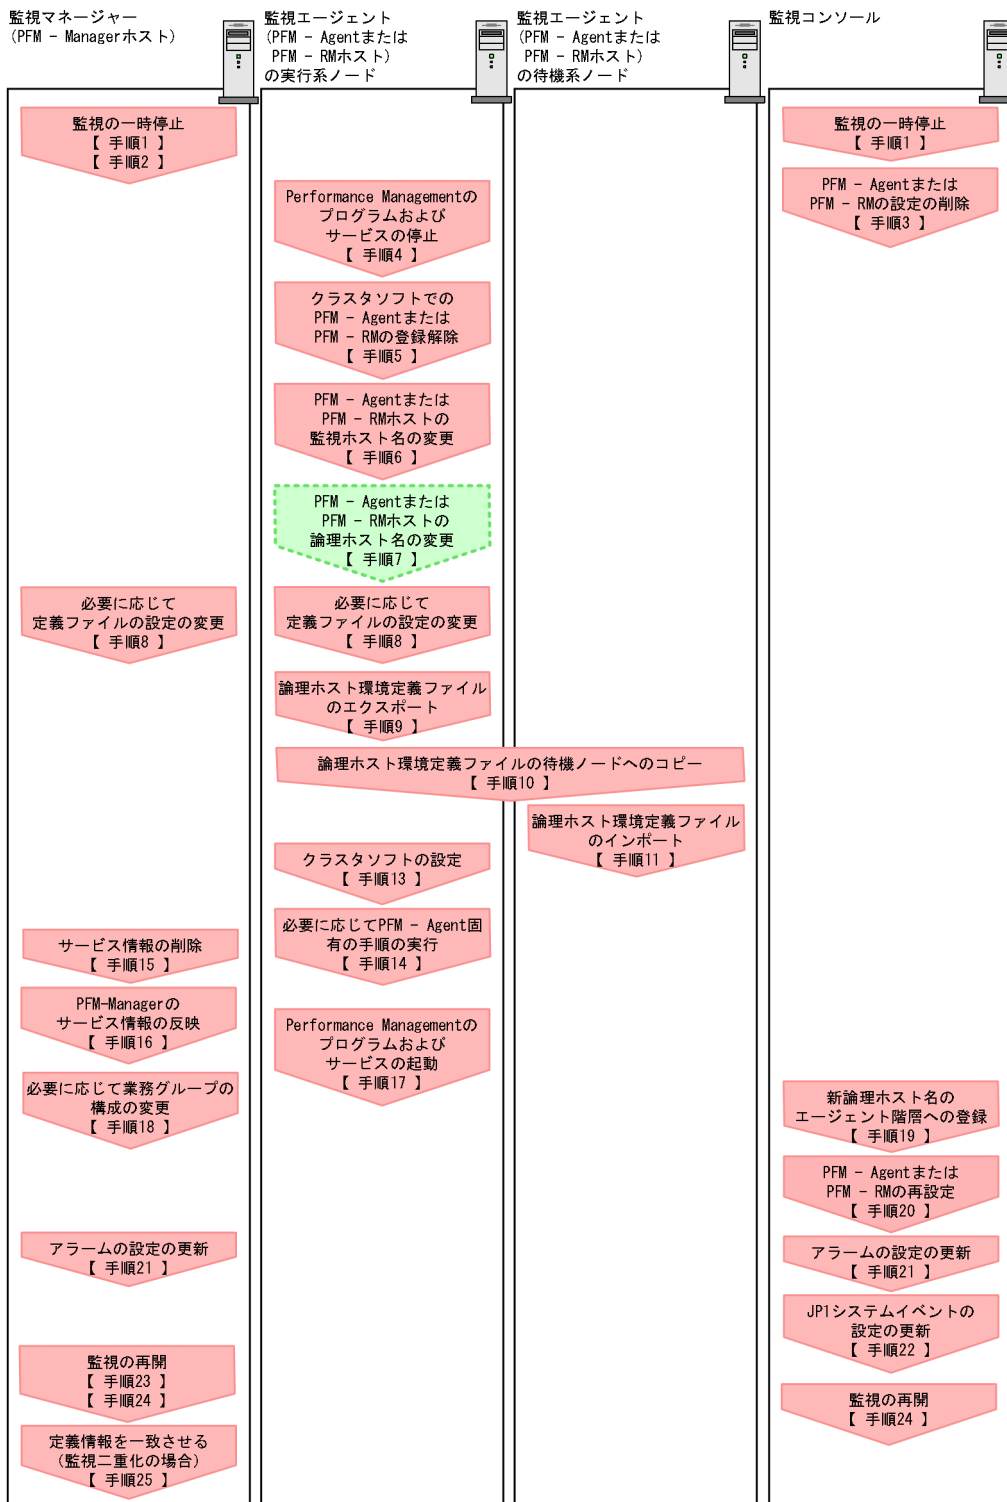 監視マネージャー
(PFM - Managerホスト)
監視エージェント
(PFM - Agentまたは
PFM - RMホスト)
の実行系ノード
監視エージェント
(PFM - Agentまたは
PFM - RMホスト)
の待機系ノード
監視コンソール
監視の一時停止
【 手順1 】
【 手順2 】
監視の一時停止
【 手順1 】
PFM - Agentまたは
PFM - RMの設定の削除
【 手順3 】
Performance Managementの
プログラムおよび
サービスの停止
【 手順4 】
クラスタソフトでの
PFM - Agentまたは
PFM - RMの登録解除
【 手順5 】
PFM - Agentまたは
PFM - RMホストの
監視ホスト名の変更
【 手順6 】
PFM - Agentまたは
PFM - RMホストの
論理ホスト名の変更
【 手順7 】
必要に応じて
定義ファイルの設定の変更
【 手順8 】
必要に応じて
定義ファイルの設定の変更
【 手順8 】
論理ホスト環境定義ファイル
のエクスポート
【 手順9 】
論理ホスト環境定義ファイルの待機ノードへのコピー
【 手順10 】
論理ホスト環境定義ファイル
のインポート
【 手順11 】
クラスタソフトの設定
【 手順13 】
必要に応じてPFM - Agent固
有の手順の実行
【 手順14 】
サービス情報の削除
【 手順15 】
PFM-Managerの
サービス情報の反映
【 手順16 】
Performance Managementの
プログラムおよび
サービスの起動
【 手順17 】
必要に応じて業務グループの
構成の変更
【 手順18 】
新論理ホスト名の
エージェント階層への登録
【 手順19 】
PFM - Agentまたは
PFM - RMの再設定
【 手順20 】
アラームの設定の更新
【 手順21 】
アラームの設定の更新
【 手順21 】
JP1システムイベントの
設定の更新
【 手順22 】
監視の再開
【 手順23 】
【 手順24 】
監視の再開
【 手順24 】
定義情報を一致させる
(監視二重化の場合)
【 手順25 】